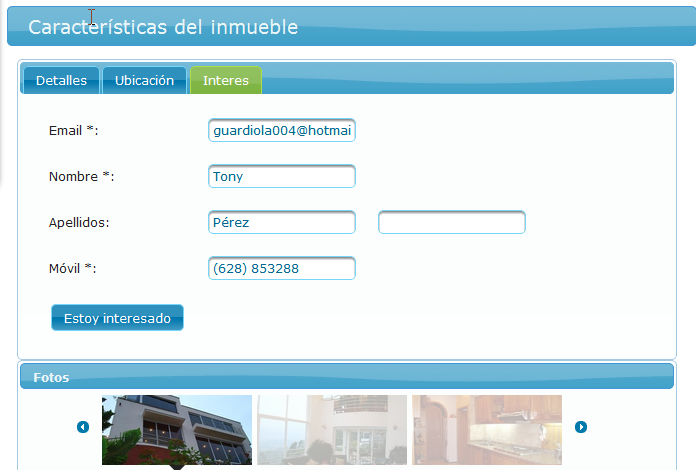 Características del inmueble
Detalles Ubicación Interes
Email *: guardiola004@hotmai
Nombre *: Tony
Apellidos: Pérez
Móvil *: (628) 853288
Estoy interesado
Fotos